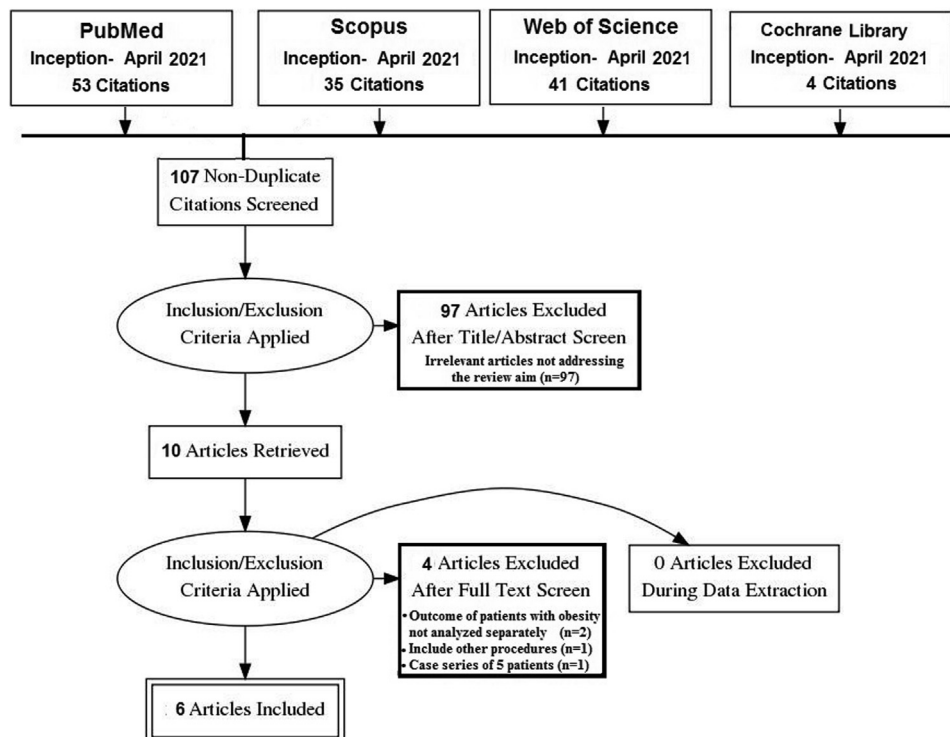 PubMed
Inception- April 2021
53 Citations
Scopus
Inception- April 2021
35 Citations
Web of Science
Inception- April 2021
41 Citations
Cochrane Library
Inception- April 2021
4 Citations
107 Non-Duplicate
Citations Screened
Inclusion/Exclusion
Criteria Applied
97 Articles Excluded
After Title/Abstract Screen
Irrelevant articles not addressing
the review aim (n=97)
10 Articles Retrieved
Inclusion/Exclusion
Criteria Applied
4 Articles Excluded
After Full Text Screen
• Outcome of patients with obesity
not analyzed separately (n=2)
• Include other procedures (n=1)
• Case series of 5 patients (n=1)
0 Articles Excluded
During Data Extraction
6 Articles Included